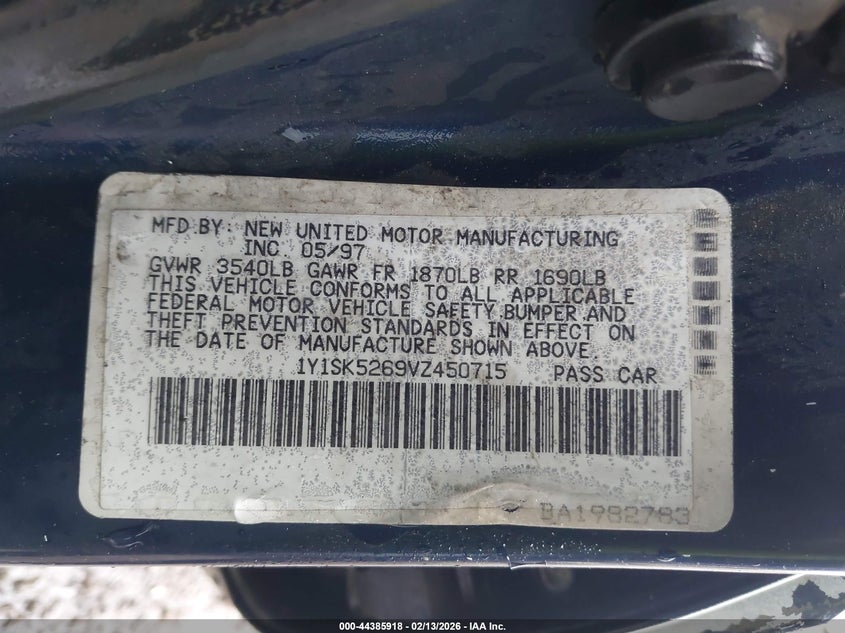 MFD BY: NEW UNITED MOTOR MANUFACTURING
INC. 05/97
GVWR 3540LB GAWR FR 1870LB RR 1690LB
THIS VEHICLE CONFORMS TO ALL APPLICABLE
FEDERAL MOTOR VEHICLE SAFETY,BUMPER,AND
THEFT PREVENTION STANDARDS IN EFFECT ON
THE DATE OF MANUFACTURE SHOWN ABOVE.
1Y1SK5269VZ450715 PASS CAR
BA1982783
000-44385918 - 02/13/2026 - IAA Inc.